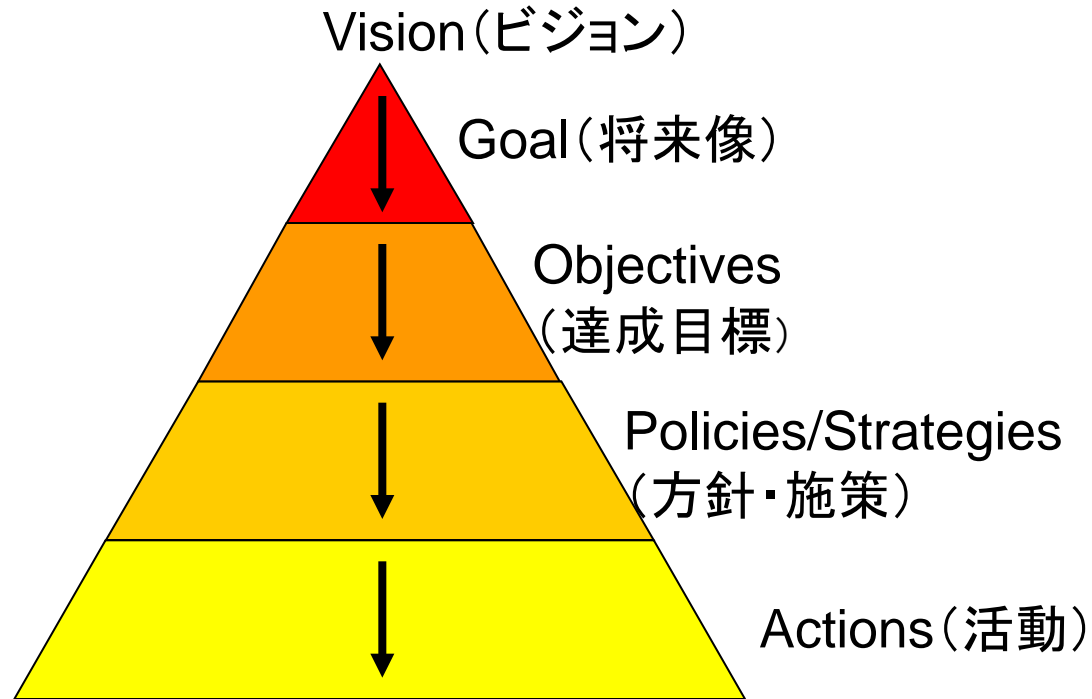 Vision(ビジョン)
Goal(将来像)
Objectives
(達成目標)
Policies/Strategies
(方針・施策)
Actions(活動)